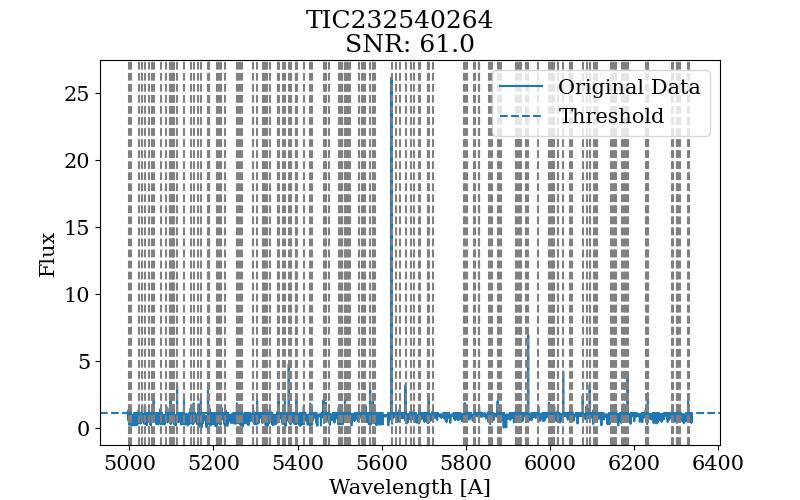 TIC232540264
SNR: 61.0
Original Data
Threshold
Flux
25
20
15
10
5
0
5000 5200 5400 5600 5800 6000 6200 6400
Wavelength [A]